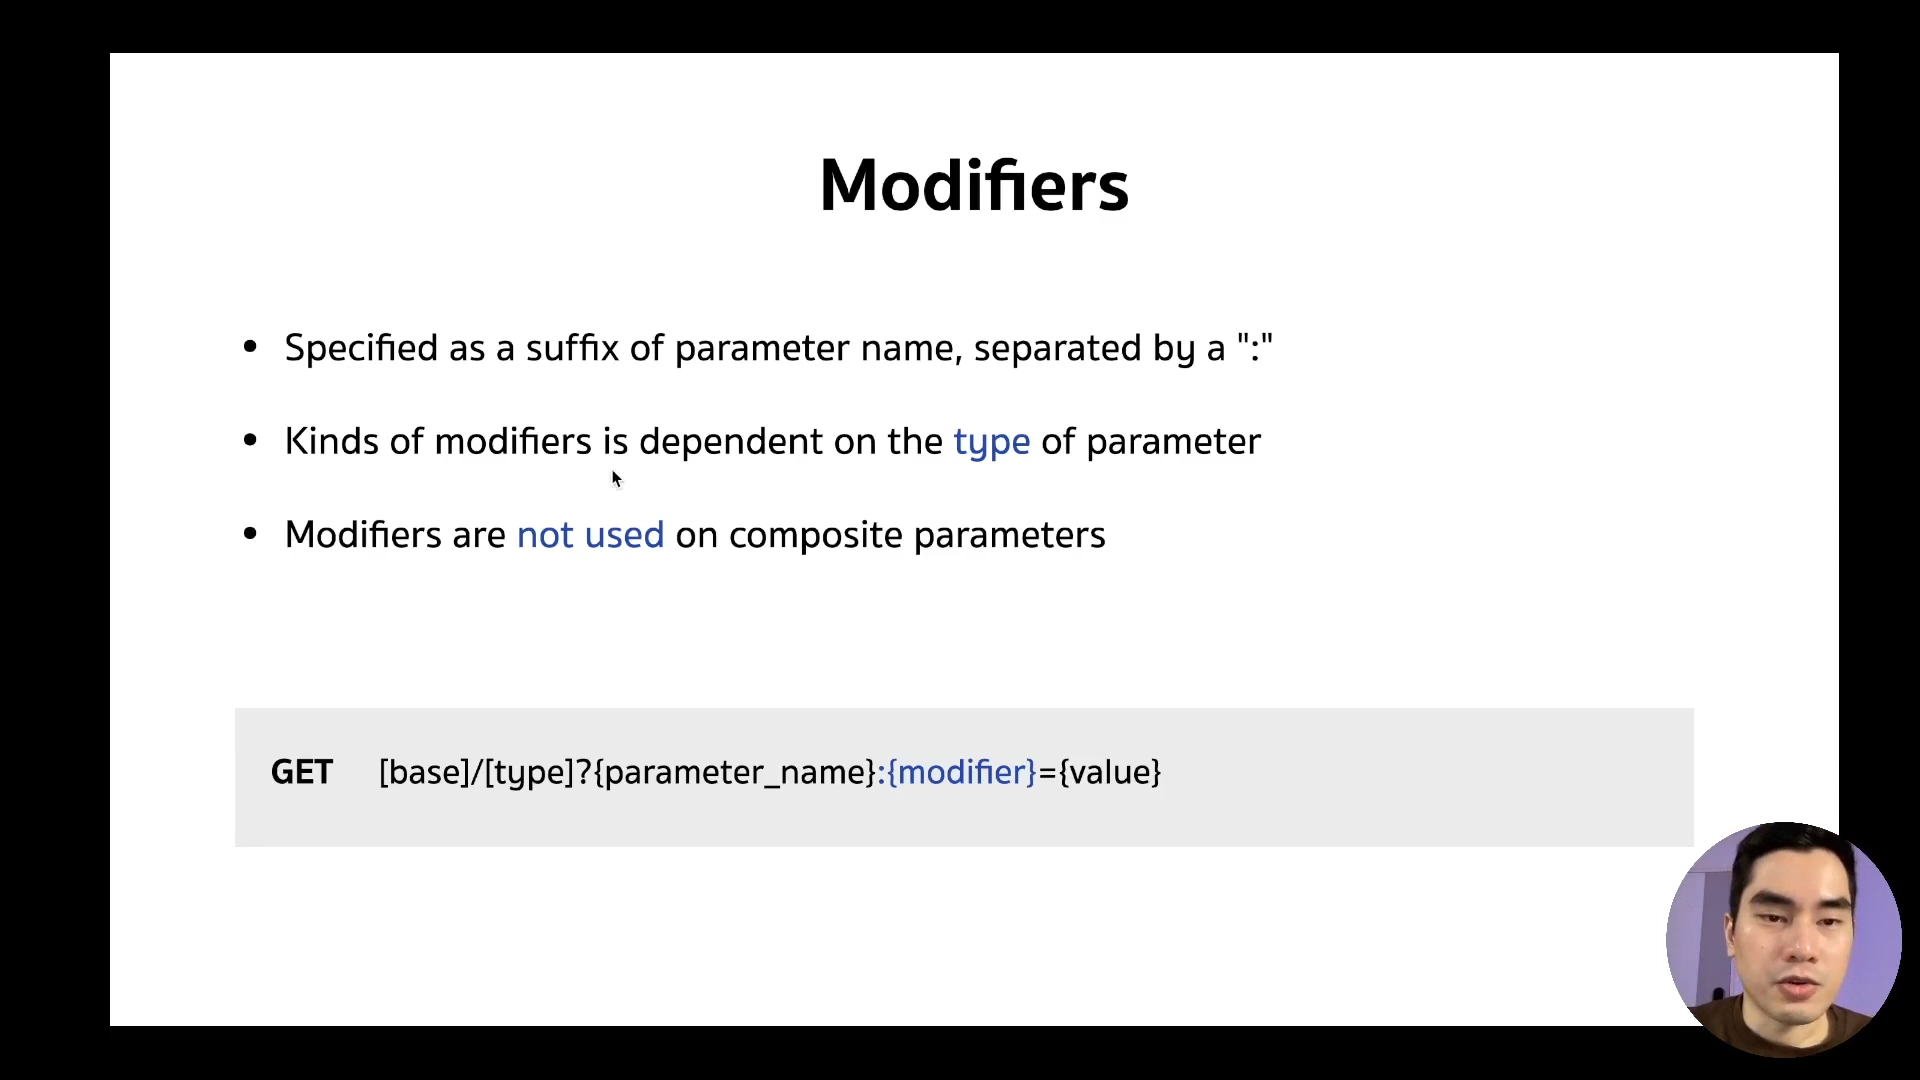 Modifiers
• Specified as a suffix of parameter name, separated by a ":"
• Kinds of modifiers is dependent on the type of parameter
• Modifiers are not used on composite parameters
GET [base]/[type]?{parameter_name}:{modifier}={value}